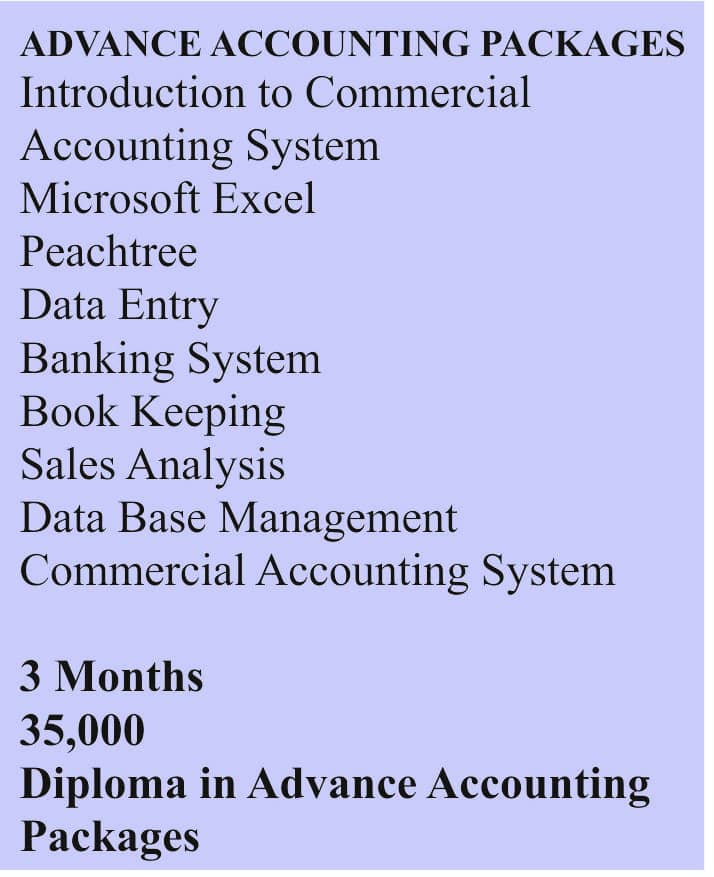 ADVANCE ACCOUNTING PACKAGES
Introduction to Commercial
Accounting System
Microsoft Excel
Peachtree
Data Entry
Banking System
Book Keeping
Sales Analysis
Data Base Management
Commercial Accounting System
3 Months
35,000
Diploma in Advance Accounting
Packages